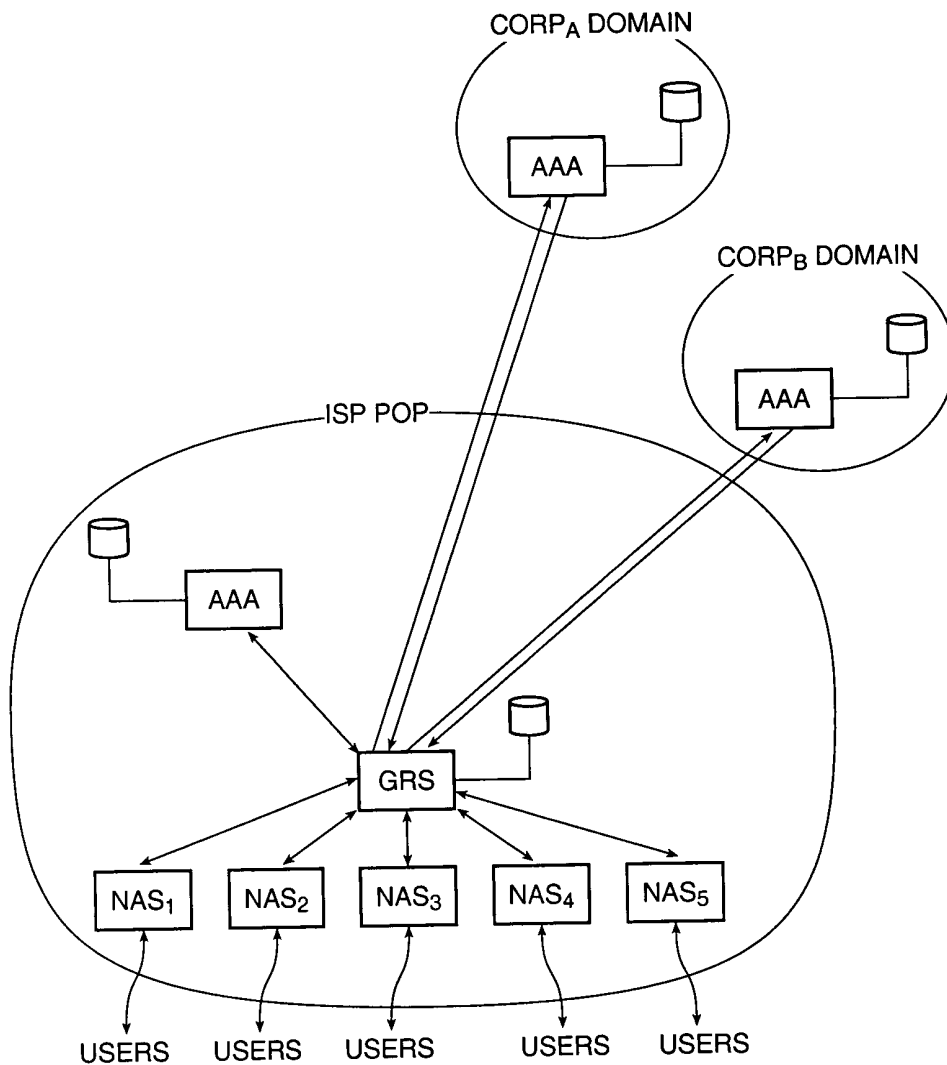 CORPA DOMAIN
AAA
CORPB DOMAIN
AAA
ISP POP
AAA
GRS
NAS1
NAS2
NAS3
NAS4
NAS5
USERS
USERS
USERS
USERS
USERS